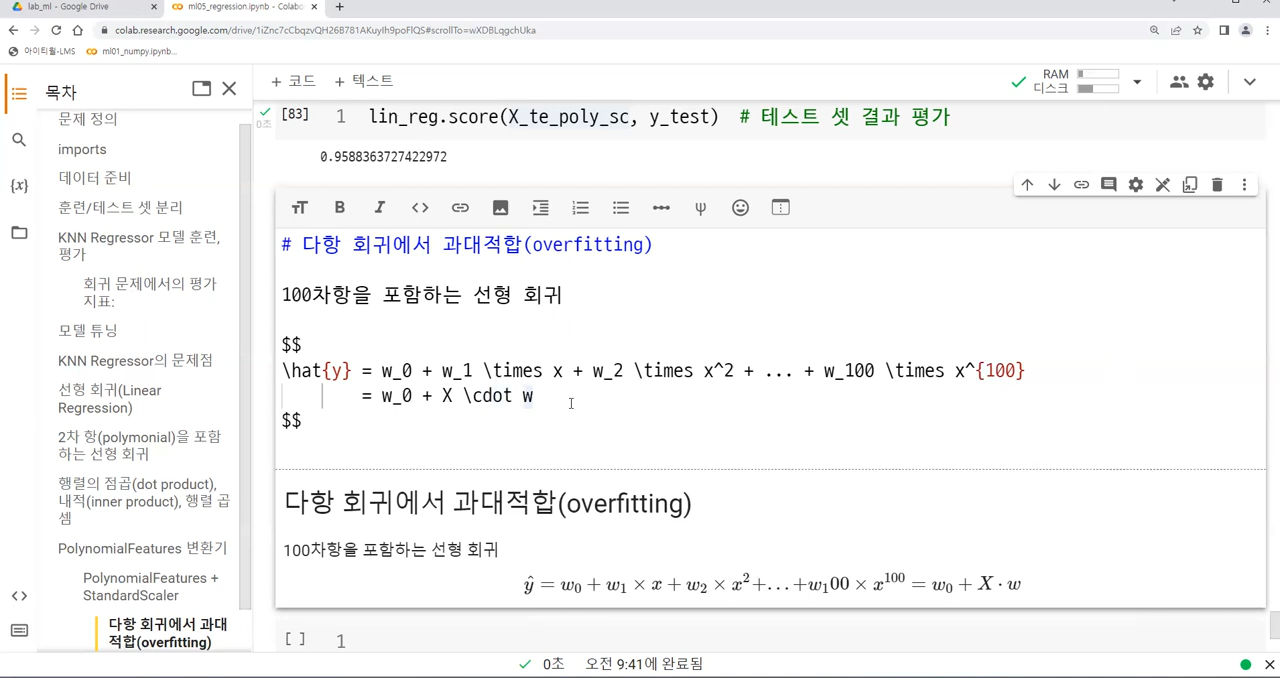 lab_ml - Google Drive
ml05_regression.ipynb - Colabo
colab.research.google.com/drive/1iZnc7cCbqzvQH26B781AKuyIh9poFlQS#scrollTo=wXDBLqgchUka
아이티윌-LMS
ml01_numpy.ipynb...
목차
+ 코드
+ 텍스트
RAM
디스크
문제 정의
imports
데이터 준비
훈련/테스트 셋 분리
KNN Regressor 모델 훈련,
평가
회귀 문제에서의 평가
지표:
모델 튜닝
KNN Regressor의 문제점
선형 회귀(Linear
Regression)
2차 항(polymonial)을 포함
하는 선형 회귀
행렬의 점곱(dot product),
내적(inner product), 행렬 곱
셈
PolynomialFeatures 변환기
PolynomialFeatures +
StandardScaler
다항 회귀에서 과대
적합(overfitting)
[83]
0초
1 lin_reg.score(X_te_poly_sc, y_test) # 테스트 셋 결과 평가
0.9588363727422972
# 다항 회귀에서 과대적합(overfitting)
100차항을 포함하는 선형 회귀
$$
\hat{y} = w_0 + w_1 \times x + w_2 \times x^2 + ... + w_100 \times x^{100}
= w_0 + X \cdot w
$$
다항 회귀에서 과대적합(overfitting)
100차항을 포함하는 선형 회귀
ŷ = w₀ + w₁ × x + w₂ × x² + ... + w₁00 × x¹⁰⁰ = w₀ + X · w
[ ] 1
0초 오전 9:41에 완료됨